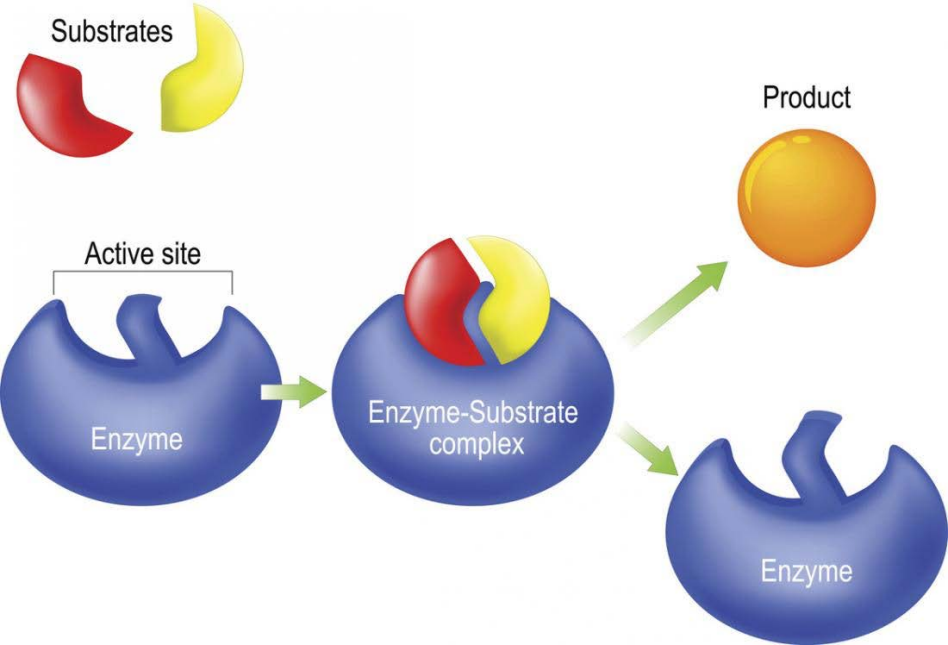 Substrates
Product
Active site
Enzyme
Enzyme-Substrate
complex
Enzyme